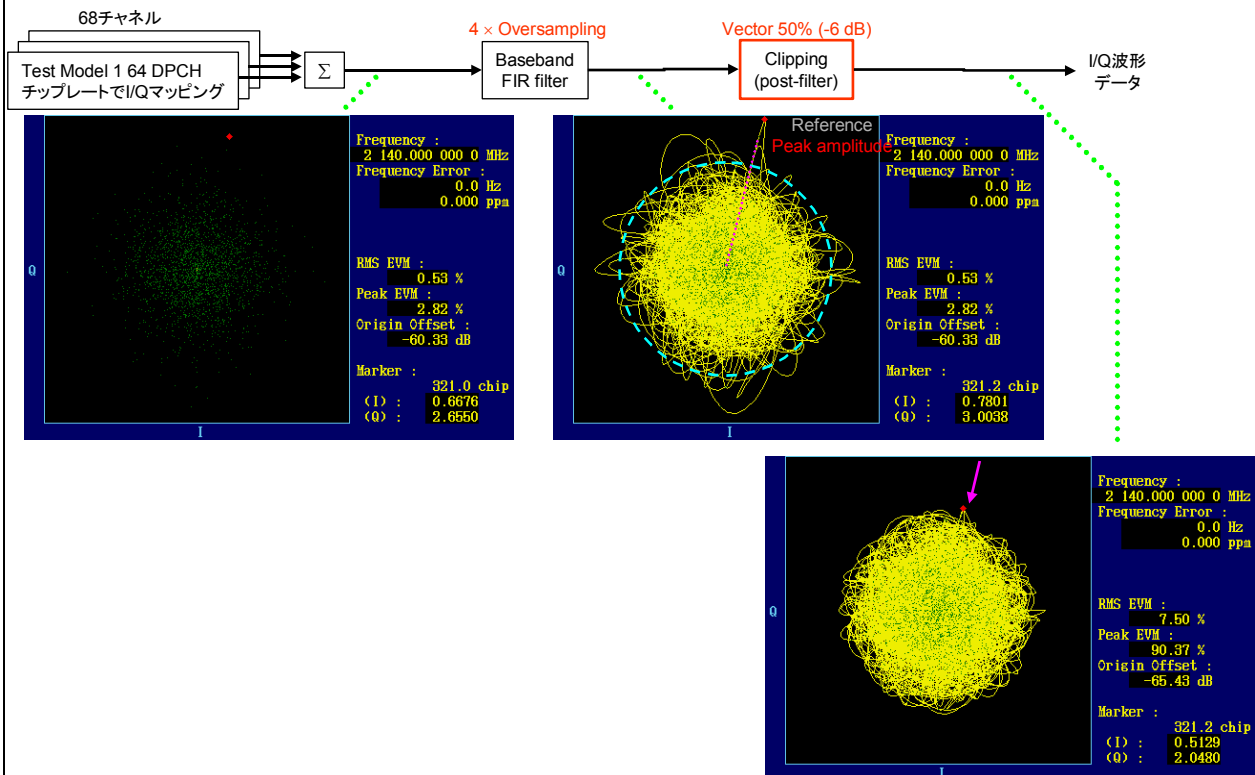 68チャネル
Test Model 1 64 DPCH
チップレートでI/Qマッピング
Σ
4 × Oversampling
Baseband
FIR filter
Vector 50% (-6 dB)
Clipping
(post-filter)
I/Q波形
データ
Q
I
Frequency :
2 140.000 000 0 MHz
Frequency Error :
0.0 Hz
0.000 ppm
RMS EVM :
0.53 %
Peak EVM :
2.82 %
Origin Offset :
-60.33 dB
Marker :
321.0 chip
(I) : 0.6676
(Q) : 2.6550
Reference
Peak amplitude
Q
I
Frequency :
2 140.000 000 0 MHz
Frequency Error :
0.0 Hz
0.000 ppm
RMS EVM :
0.53 %
Peak EVM :
2.82 %
Origin Offset :
-60.33 dB
Marker :
321.2 chip
(I) : 0.7801
(Q) : 3.0038
Q
I
Frequency :
2 140.000 000 0 MHz
Frequency Error :
0.0 Hz
0.000 ppm
RMS EVM :
7.50 %
Peak EVM :
90.37 %
Origin Offset :
-65.43 dB
Marker :
321.2 chip
(I) : 0.5129
(Q) : 2.0480